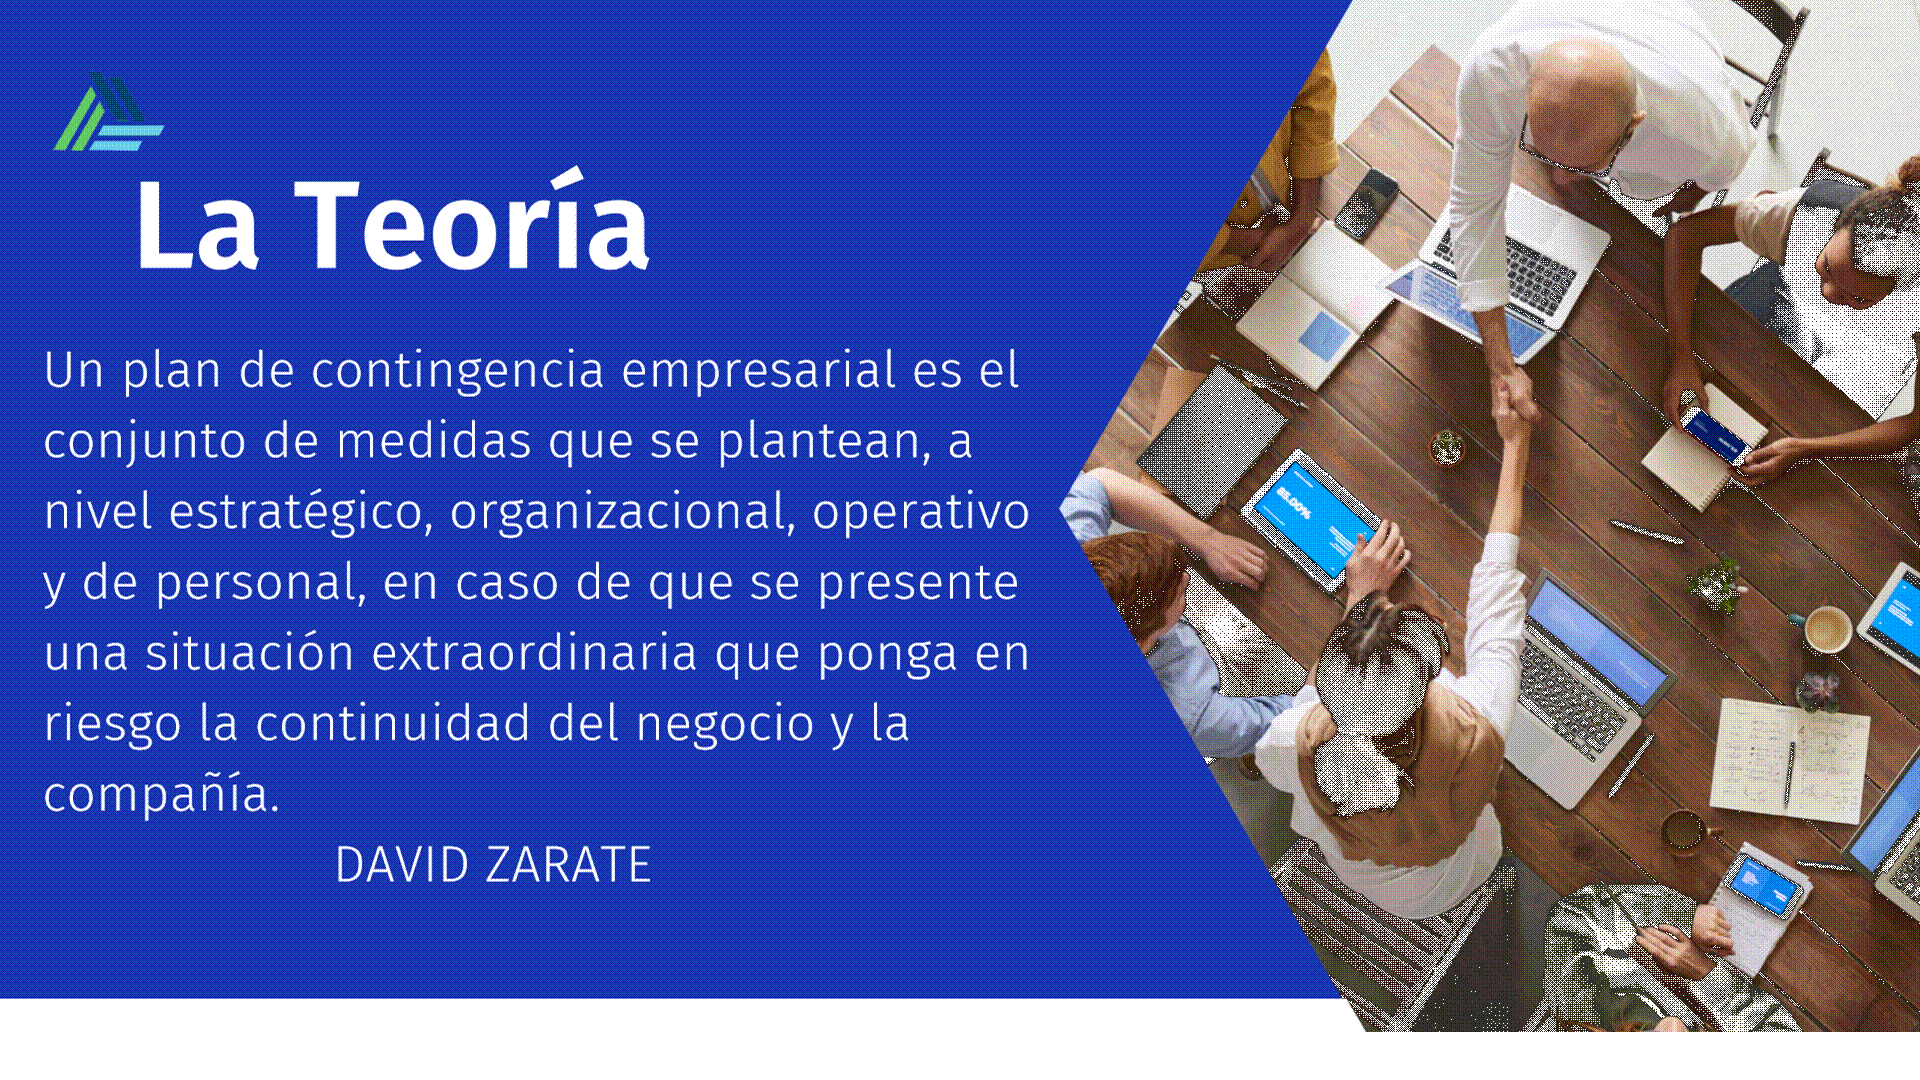 La Teoría
Un plan de contingencia empresarial es el
conjunto de medidas que se plantean, a
nivel estratégico, organizacional, operativo
y de personal, en caso de que se presente
una situación extraordinaria que ponga en
riesgo la continuidad del negocio y la
compañía.
DAVID ZARATE
85.00%